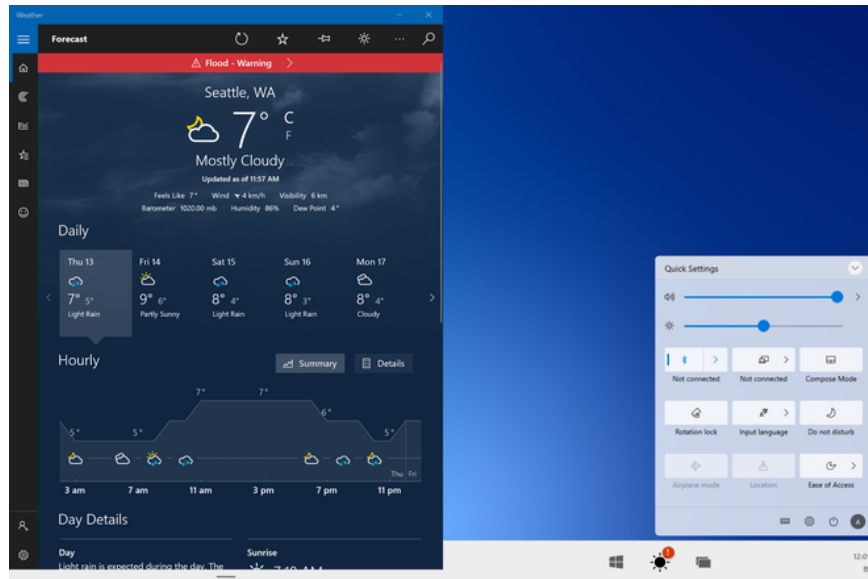 Weather
Forecast
Flood - Warning
Seattle, WA
7° C
F
Mostly Cloudy
Updated as of 11:57 AM
Feels Like 7° Wind 4 km/h Visibility 6 km
Barometer 1020.00 mb Humidity 86% Dew Point 4°
Daily
Thu 13 Fri 14 Sat 15 Sun 16 Mon 17
7° 5° 9° 6° 8° 4° 8° 3° 8° 4°
Light Rain Partly Sunny Light Rain Light Rain Cloudy
Hourly Summary Details
7° 7°
6°
5° 5° 5°
Thu Fri
3 am 7 am 11 am 3 pm 7 pm 11 pm
Day Details
Day Sunrise
Light rain is expected during the day. The
Quick Settings
Not connected Not connected Compose Mode
Rotation lock Input language Do not disturb
Airplane mode Location Ease of Access
A